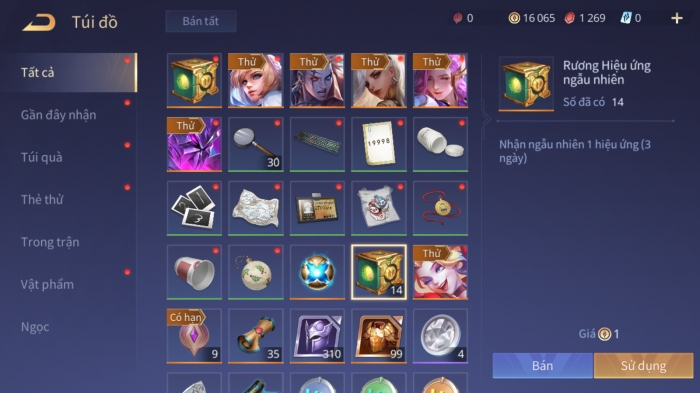 Túi đồ
Bán tất
0
16 065
1 269
0
Tất cả
Gần đây nhận
Túi quà
Thẻ thử
Trong trận
Vật phẩm
Ngọc
Thử
Thử
Thử
Thử
Thử
30
19998
14
Thử
Có hạn
9
35
310
99
4
Rương Hiệu ứng
ngẫu nhiên
Số đã có 14
Nhận ngẫu nhiên 1 hiệu ứng (3
ngày)
Giá 1
Bán
Sử dụng